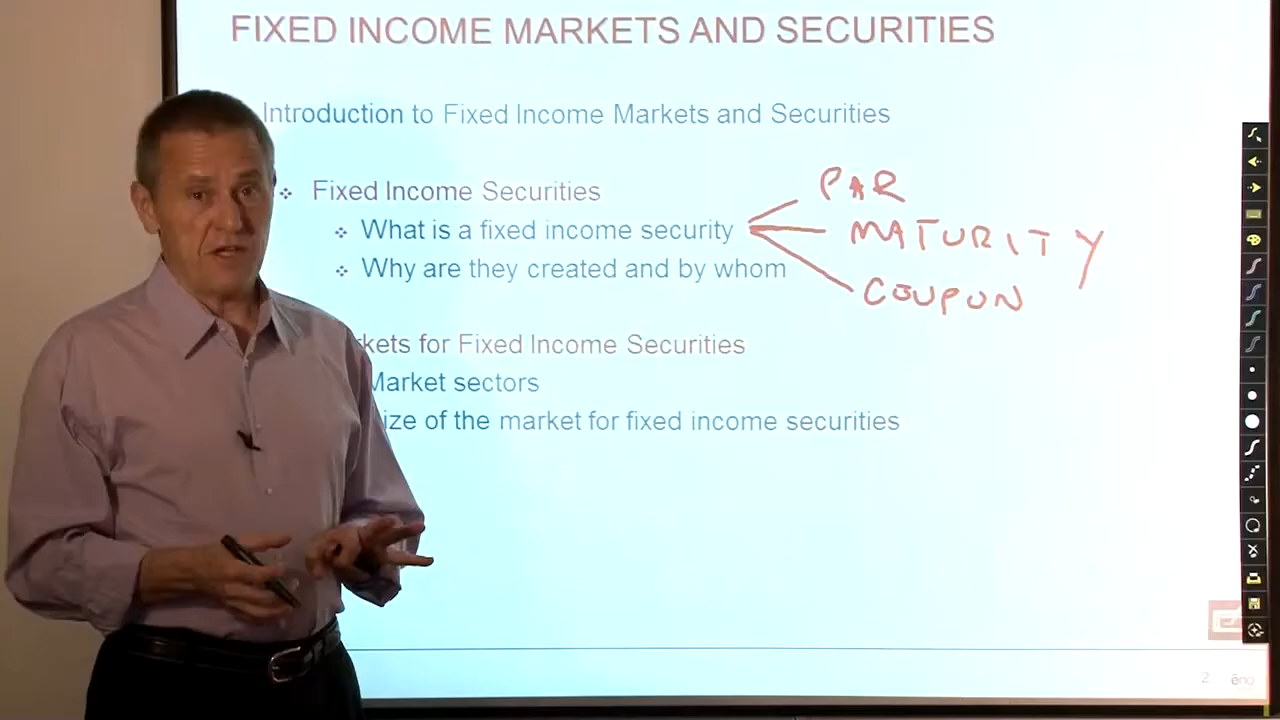 FIXED INCOME MARKETS AND SECURITIES
Introduction to Fixed Income Markets and Securities
Fixed Income Securities
What is a fixed income security
PAR
MATURITY
COUPON
Why are they created and by whom
kets for Fixed Income Securities
Market sectors
ize of the market for fixed income securities
2 ēno